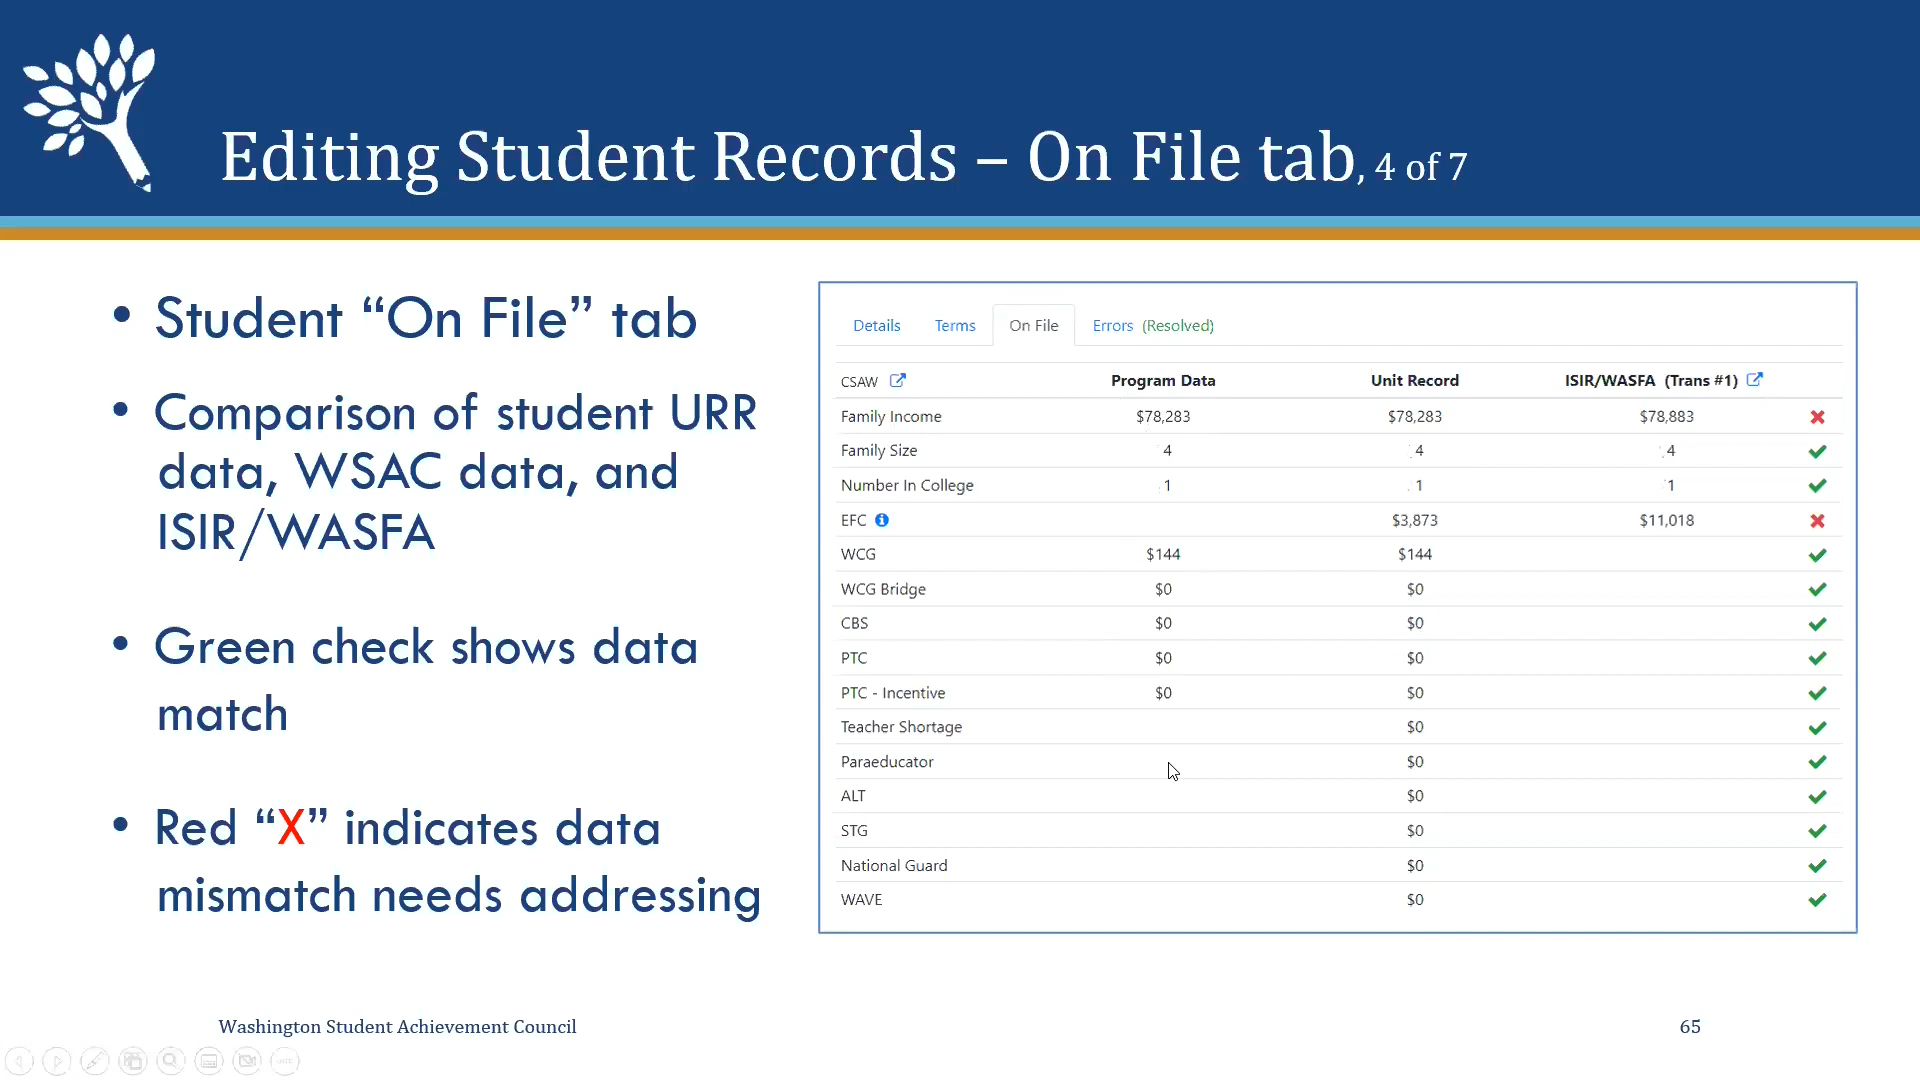 Editing Student Records – On File tab, 4 of 7
• Student “On File” tab
• Comparison of student URR
data, WSAC data, and
ISIR/WASFA
• Green check shows data
match
• Red “X” indicates data
mismatch needs addressing
Details Terms On File Errors (Resolved)
CSAW Program Data Unit Record ISIR/WASFA (Trans #1)
Family Income $78,283 $78,283 $78,883
Family Size 4 4 4
Number In College 1 1 1
EFC $3,873 $11,018
WCG $144 $144
WCG Bridge $0 $0
CBS $0 $0
PTC $0 $0
PTC - Incentive $0 $0
Teacher Shortage $0
Paraeducator $0
ALT $0
STG $0
National Guard $0
WAVE $0
Washington Student Achievement Council
65